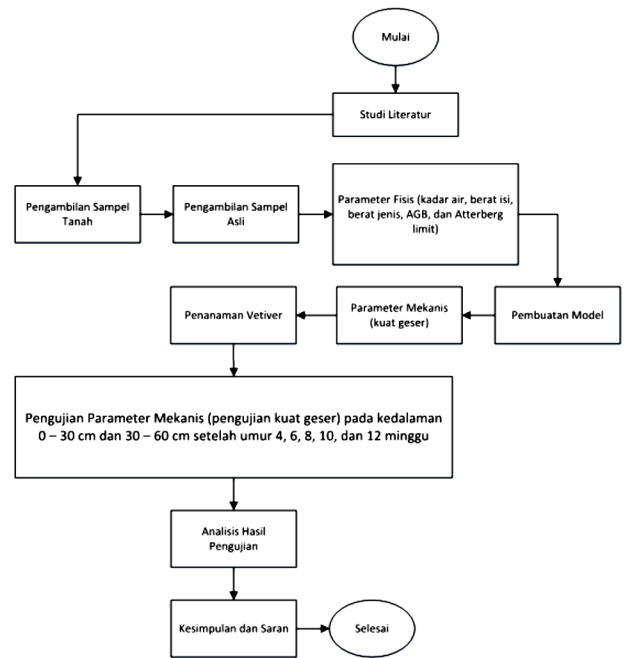 Mulai
Studi Literatur
Pengambilan Sampel
Tanah
Pengambilan Sampel
Asli
Parameter Fisis (kadar air, berat isi,
berat jenis, AGB, dan Atterberg
limit)
Pembuatan Model
Parameter Mekanis
(kuat geser)
Penanaman Vetiver
Pengujian Parameter Mekanis (pengujian kuat geser) pada kedalaman
0 – 30 cm dan 30 – 60 cm setelah umur 4, 6, 8, 10, dan 12 minggu
Analisis Hasil
Pengujian
Kesimpulan dan Saran
Selesai